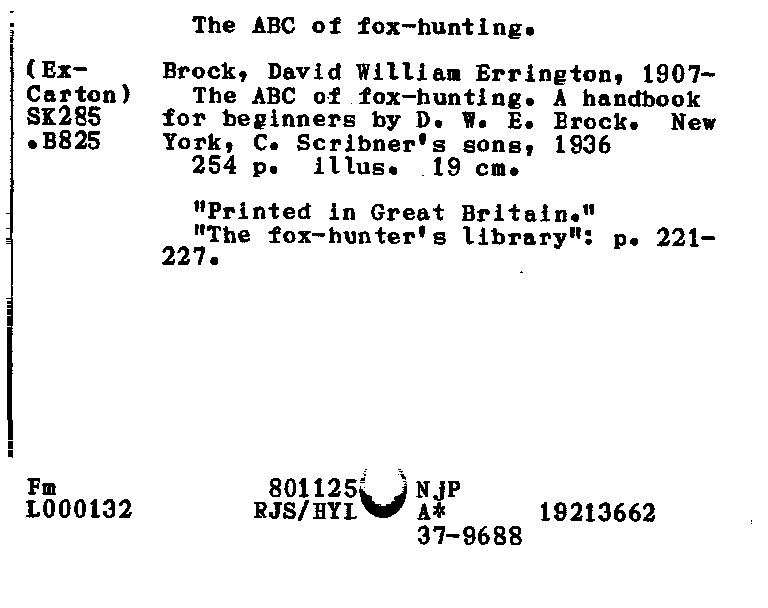 The ABC of fox-hunting.
(Ex- Brock, David William Errington, 1907-
Carton) The ABC of fox-hunting. A handbook
SK285 for beginners by D. W. E. Brock. New
.B825 York, C. Scribner's sons, 1936
254 p. illus. 19 cm.
"Printed in Great Britain."
"The fox-hunter's library": p. 221-
227.
Fm 801125 NjP
L000132 RJS/HYL A* 19213662
37-9688